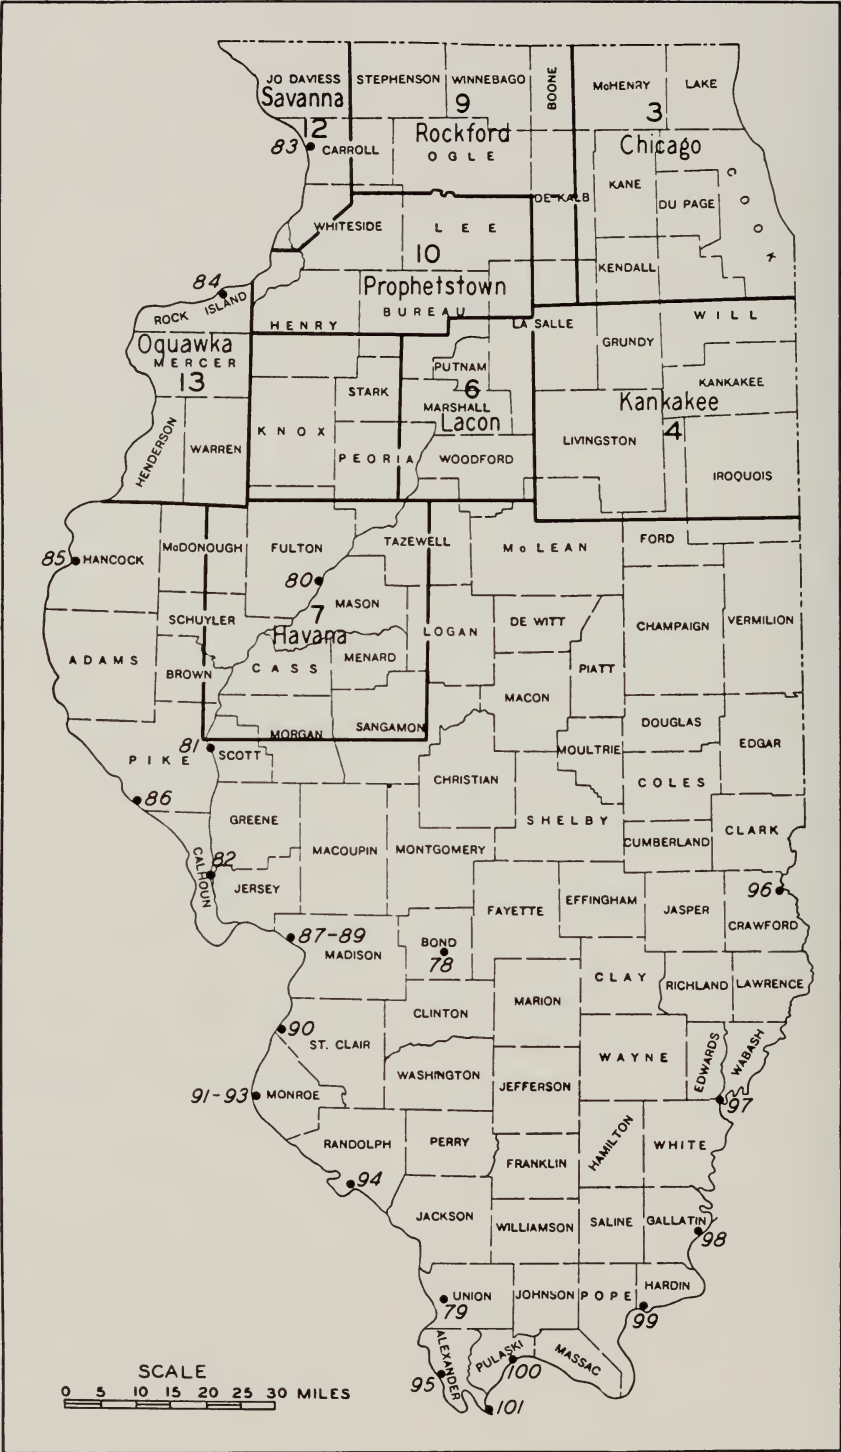 JO DAVIESS STEPHENSON WINNEBAGO BOONE McHENRY LAKE
Savanna 9 3
12 Rockford Chicago
83 CARROLL OGLE
KANE
DE KALB DU PAGE COOK
WHITESIDE LEE
10
KENDALL
84 Prophetstown
ROCK ISLAND BUREAU WILL
HENRY LA SALLE
GRUNDY
Oquawka
MERCER PUTNAM
13 STARK 6 KANKAKEE
MARSHALL Kankakee
Lacon 4
HENDERSON WARREN KNOX LIVINGSTON
PEORIA WOODFORD
IROQUOIS
FORD
McDONOUGH FULTON TAZEWELL McLEAN
85 HANCOCK
80
MASON
7
SCHUYLER Havana LOGAN DE WITT CHAMPAIGN VERMILION
ADAMS CASS MENARD
BROWN PIATT
MACON
SANGAMON DOUGLAS
MORGAN
81 SCOTT MOULTRIE EDGAR
PIKE
CHRISTIAN COLES
86
GREENE SHELBY
CLARK
CUMBERLAND
MACOUPIN MONTGOMERY
82
CALHOUN JERSEY 96
EFFINGHAM
FAYETTE JASPER
CRAWFORD
87-89 BOND
MADISON 78
CLAY
RICHLAND LAWRENCE
MARION
CLINTON
90
ST. CLAIR
WAYNE EDWARDS WABASH
WASHINGTON
JEFFERSON
91-93 MONROE
97
RANDOLPH PERRY HAMILTON WHITE
FRANKLIN
94
JACKSON SALINE GALLATIN
WILLIAMSON
98
HARDIN
UNION JOHNSON POPE
79 99
ALEXANDER PULASKI MASSAC
100
SCALE
95
0 5 10 15 20 25 30 MILES
101